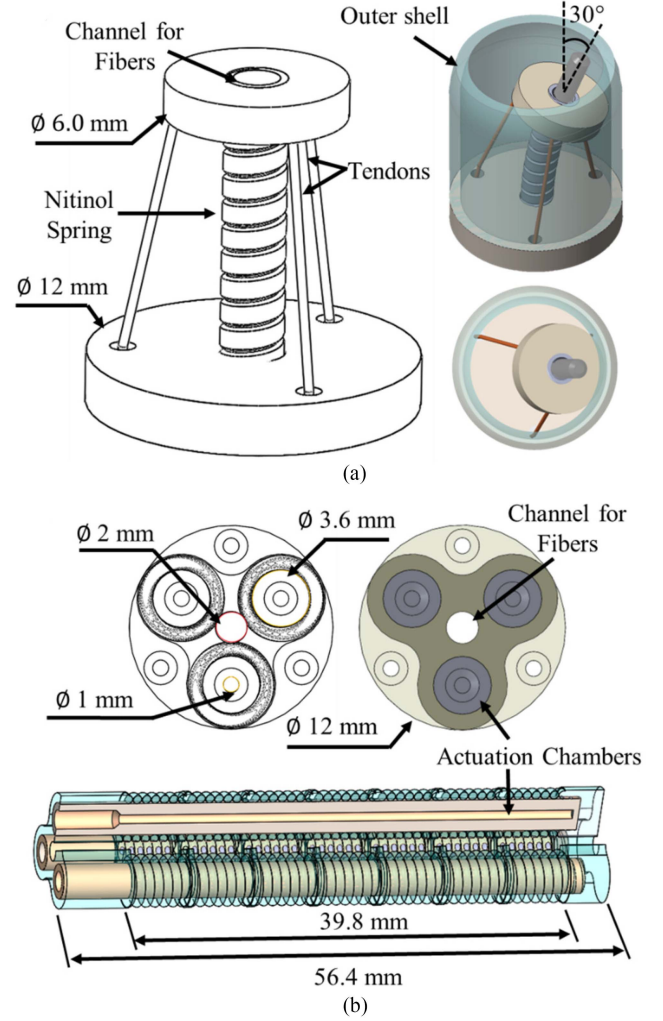 Channel for
Fibers
Outer shell
30°
Ø 6.0 mm
Tendons
Nitinol
Spring
Ø 12 mm
(a)
Channel for
Fibers
Ø 2 mm
Ø 3.6 mm
Ø 1 mm
Ø 12 mm
Actuation Chambers
39.8 mm
56.4 mm
(b)